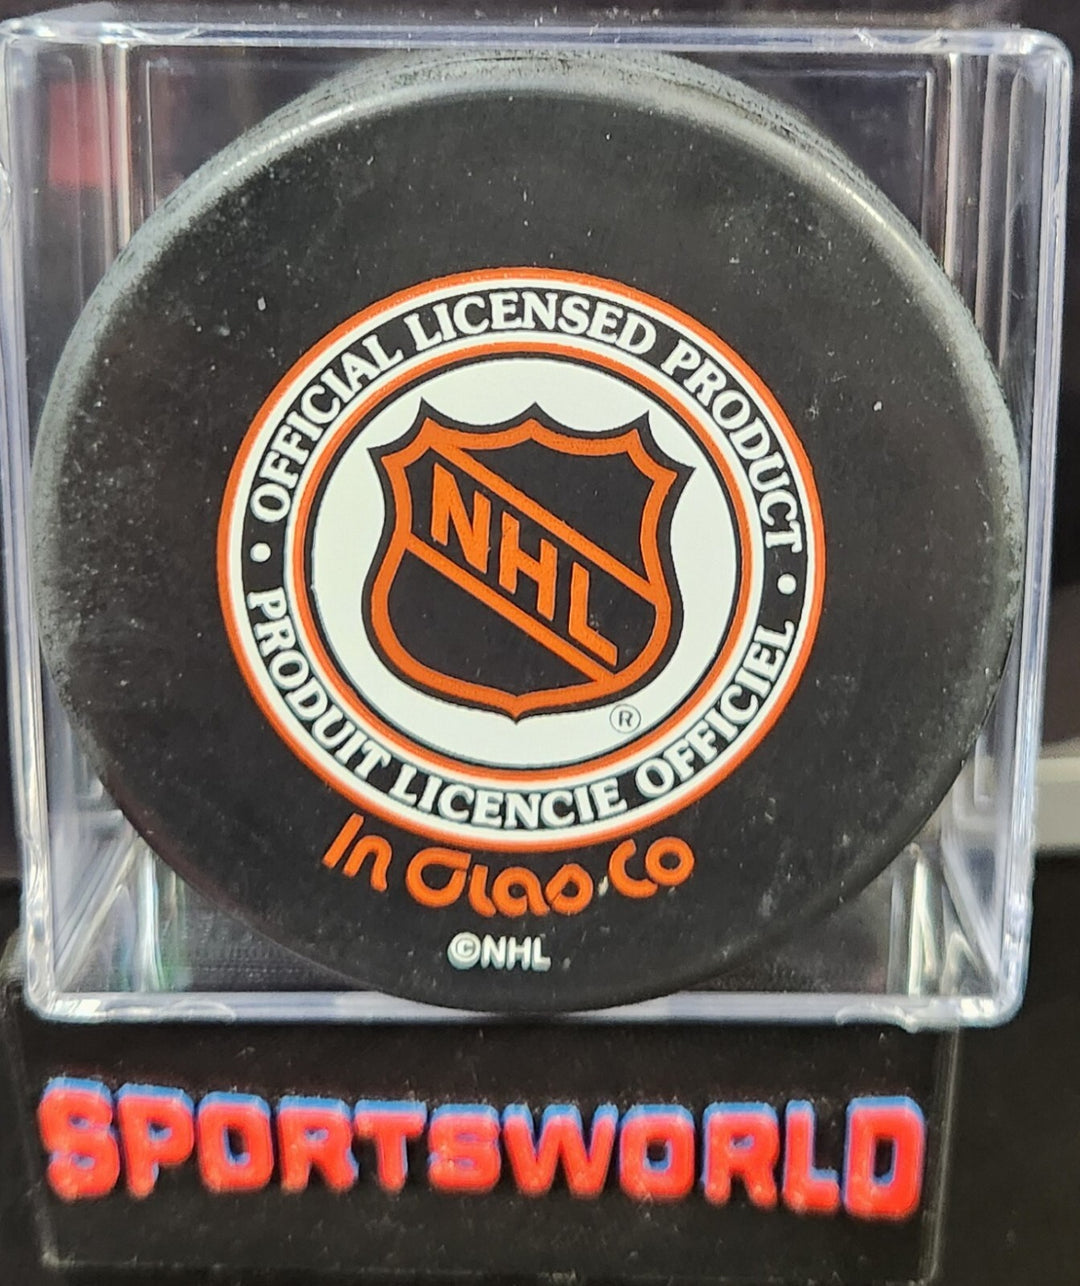 • OFFICIAL LICENSED PRODUCT •
NHL
®
PRODUIT LICENCIE OFFICIEL
In Glas Co
©NHL
SPORTSWORLD